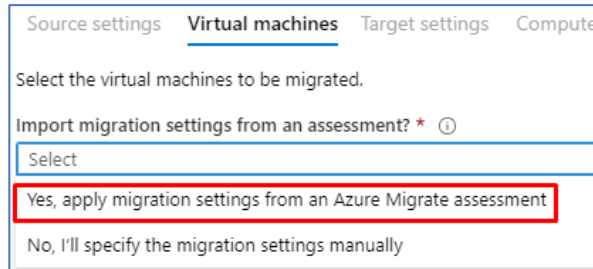 Source settings Virtual machines Target settings Compute
Select the virtual machines to be migrated.
Import migration settings from an assessment? *
Select
Yes, apply migration settings from an Azure Migrate assessment
No, I'll specify the migration settings manually